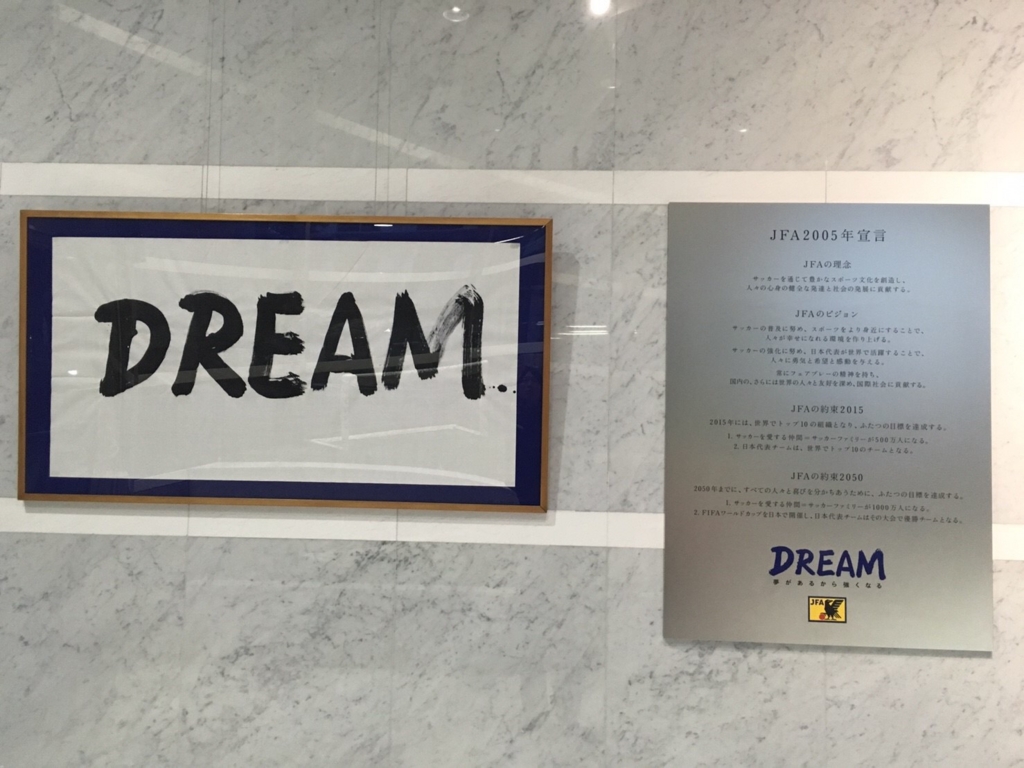 DREAM.
JFA2005年宣言
JFAの理念
サッカーを通じて豊かなスポーツ文化を創造し、
人々の心身の健全な発達と社会の発展に貢献する。
JFAのビジョン
サッカーの普及に努め、スポーツをより身近にすることで、
人々が幸せになれる環境を作り上げる。
サッカーの強化に努め、日本代表が世界で活躍することで、
人々に勇気と希望と感動を与える。
常にフェアプレーの精神を持ち、
国内の、さらには世界の人々と友好を深め、国際社会に貢献する。
JFAの約束2015
2015年には、世界でトップ10の組織となり、ふたつの目標を達成する。
1. サッカーを愛する仲間=サッカーファミリーが500万人になる。
2. 日本代表チームは、世界でトップ10のチームとなる。
JFAの約束2050
2050年までに、すべての人々と喜びを分かちあうために、ふたつの目標を達成する。
1. サッカーを愛する仲間=サッカーファミリーが1000万人になる。
2. FIFAワールドカップを日本で開催し、日本代表チームはその大会で優勝チームとなる。
DREAM
夢があるから強くなる
JFA